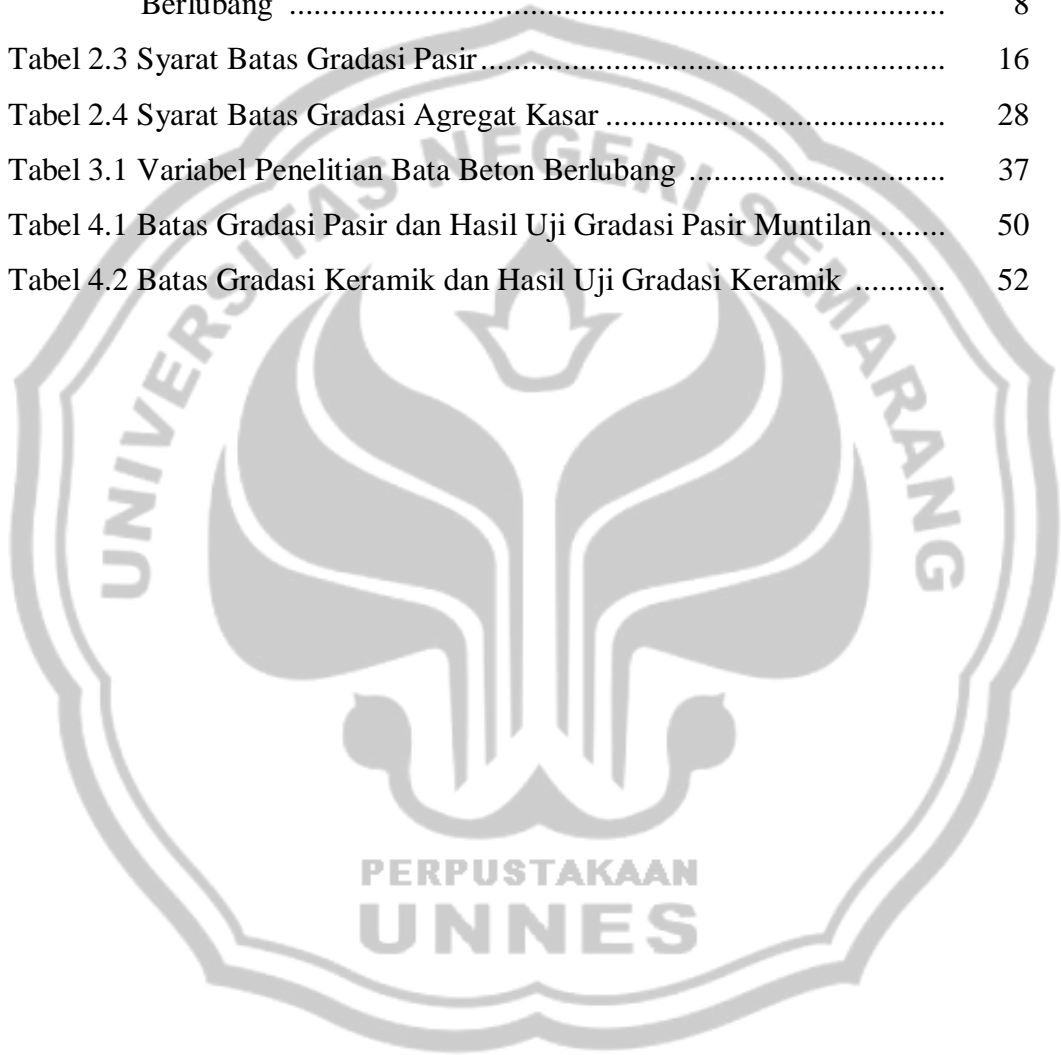 Berlubang ........................................................................... 8
Tabel 2.3 Syarat Batas Gradasi Pasir ..................................................... 16
Tabel 2.4 Syarat Batas Gradasi Agregat Kasar ....................................... 28
Tabel 3.1 Variabel Penelitian Bata Beton Berlubang ............................. 37
Tabel 4.1 Batas Gradasi Pasir dan Hasil Uji Gradasi Pasir Muntilan ........ 50
Tabel 4.2 Batas Gradasi Keramik dan Hasil Uji Gradasi Keramik ........... 52
UNIVERSITAS NEGERI SEMARANG
PERPUSTAKAAN
UNNES